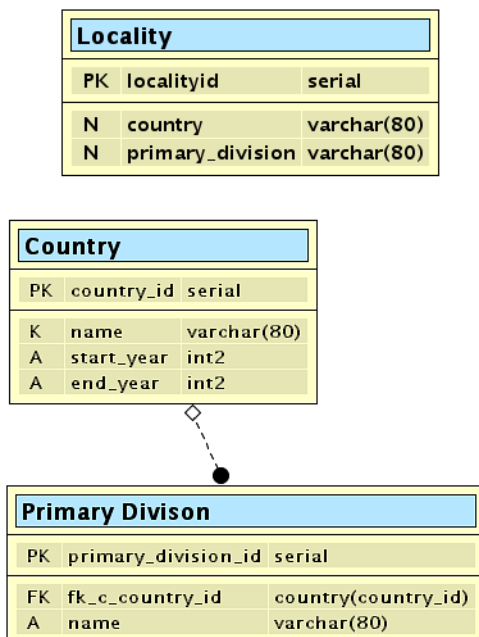 Locality
PK localityid serial
N country varchar(80)
N primary_division varchar(80)
Country
PK country_id serial
K name varchar(80)
A start_year int2
A end_year int2
Primary Divison
PK primary_division_id serial
FK fk_c_country_id country(country_id)
A name varchar(80)